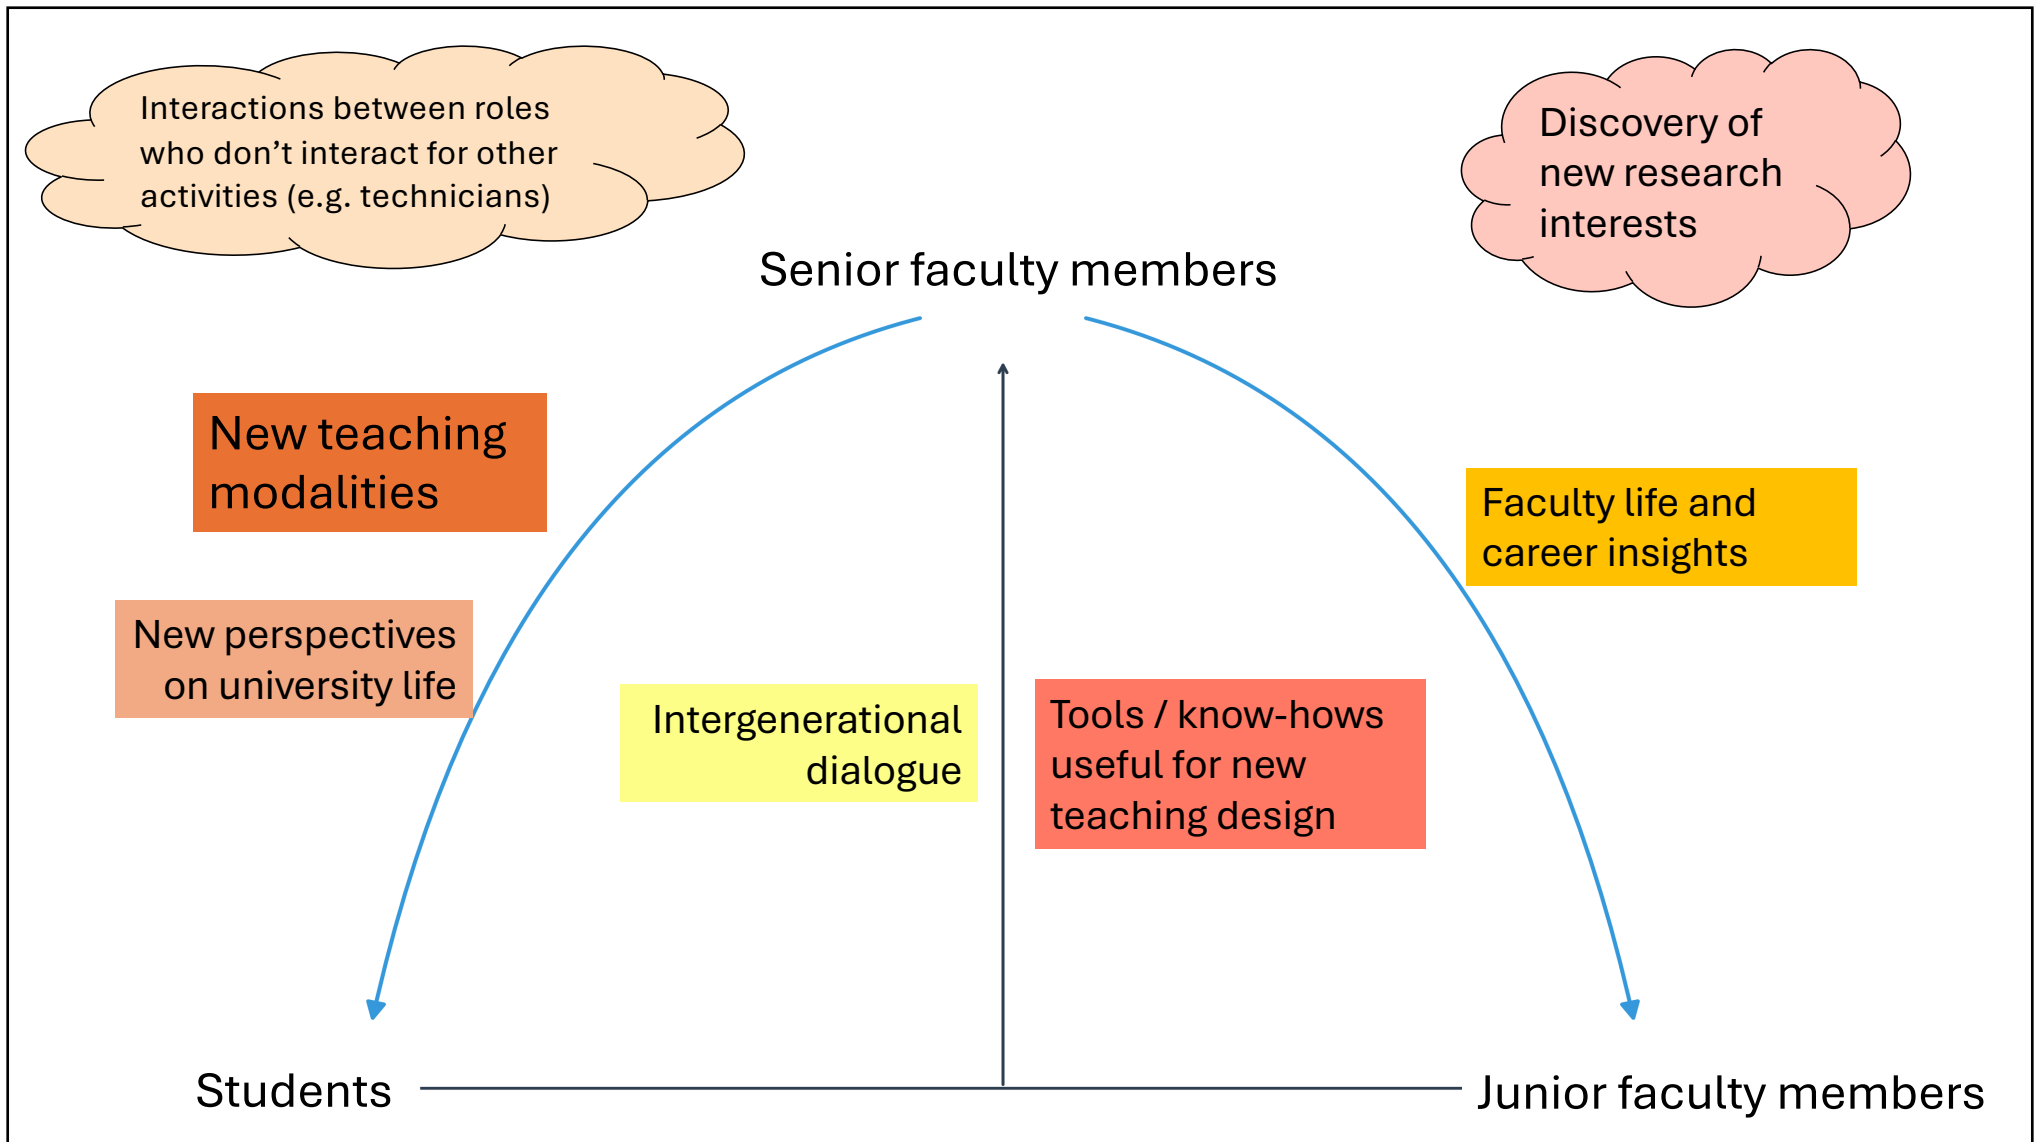 Interactions between roles
who don't interact for other
activities (e.g. technicians)
Discovery of
new research
interests
Senior faculty members
New teaching
modalities
Faculty life and
career insights
New perspectives
on university life
Intergenerational
dialogue
Tools / know-hows
useful for new
teaching design
Students
Junior faculty members